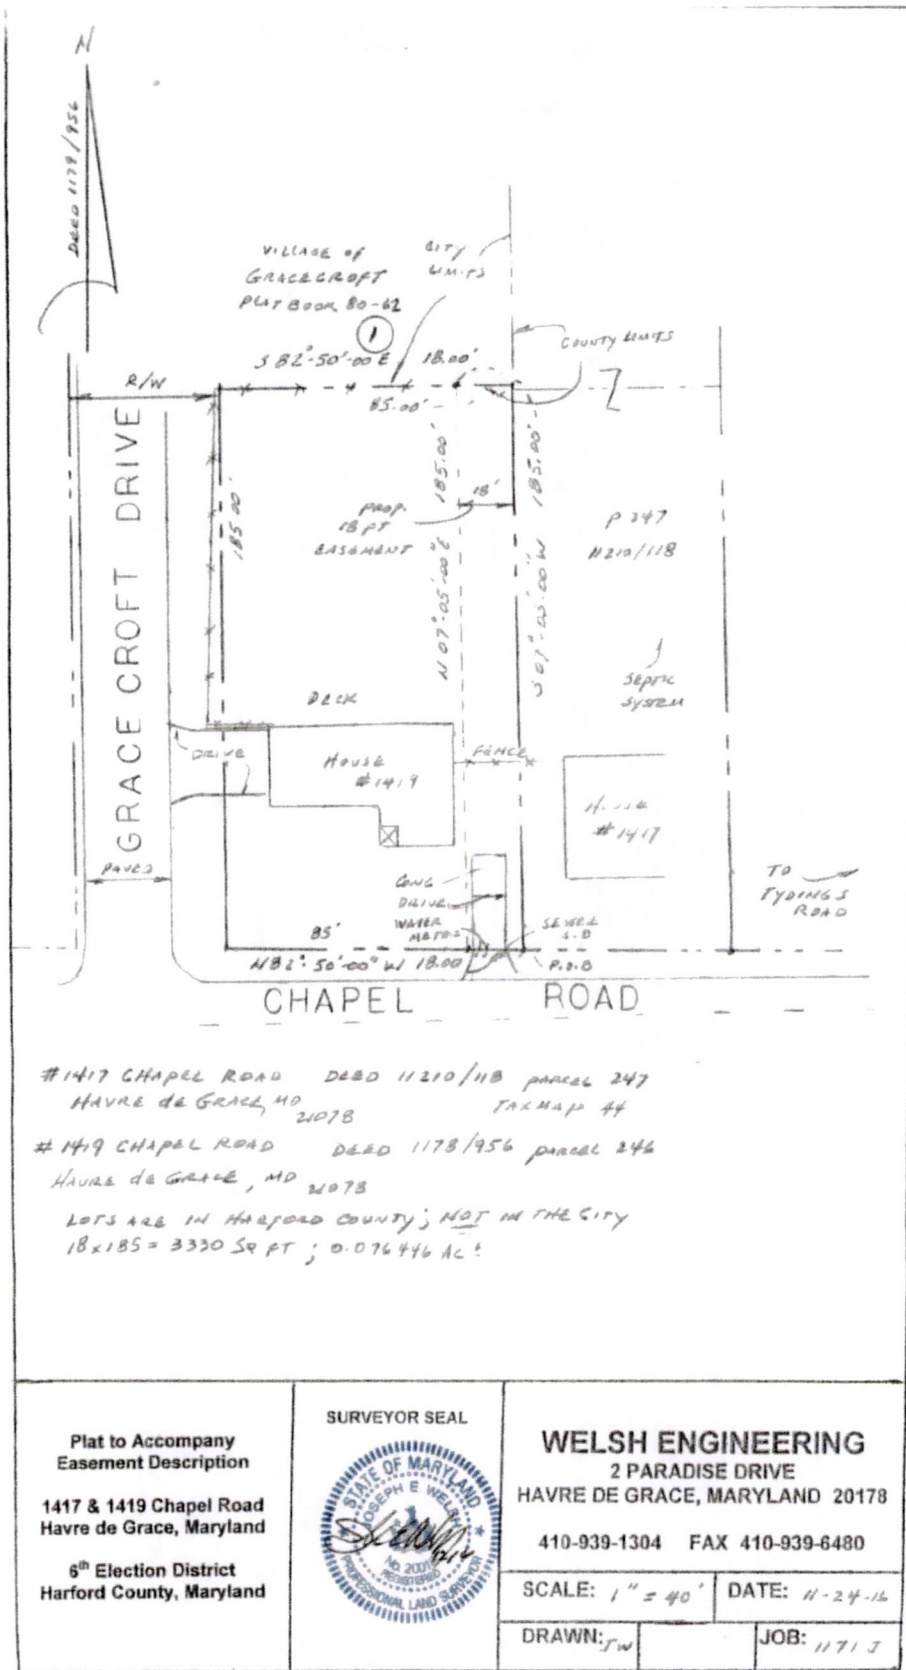 N
DEED 1179/956
VILLAGE OF
GRACECROFT
PLAT BOOK 80-62
1
CITY
LIMITS
COUNTY LIMITS
S 82°-50'-00 E 18.00'
85.00'
R/W
GRACE CROFT DRIVE
185.00'
N 07°-05'-00"E 185.00'
18'
PROP.
18 FT
EASEMENT
S 07°-05'-00"W 185.00'
P 247
11210/118
SEPTIC
SYSTEM
DECK
DRIVE
HOUSE
#1419
FENCE
HOUSE
#1417
PAVED
CONC
DRIVE
WATER
METER
SEWER
C.O
TO
TYDINGS
ROAD
85'
N 82°-50'-00" W 18.00
P.O.B
CHAPEL ROAD
#1417 CHAPEL ROAD DEED 11210/118 PARCEL 247
HAVRE de GRACE, MD 21078 TAX MAP 44
#1419 CHAPEL ROAD DEED 1178/956 PARCEL 246
HAVRE de GRACE, MD 21078
LOTS ARE IN HARFORD COUNTY; NOT IN THE CITY
18x185 = 3330 SQ FT; 0.076446 AC±
Plat to Accompany
Easement Description
1417 & 1419 Chapel Road
Havre de Grace, Maryland
6th Election District
Harford County, Maryland
SURVEYOR SEAL
STATE OF MARYLAND
JOSEPH E WELSH
NO. 2001
REGISTERED
PROFESSIONAL LAND SURVEYOR
WELSH ENGINEERING
2 PARADISE DRIVE
HAVRE DE GRACE, MARYLAND 20178
410-939-1304 FAX 410-939-6480
SCALE: 1" = 40' DATE: 11-24-16
DRAWN: JW JOB: 1171 J